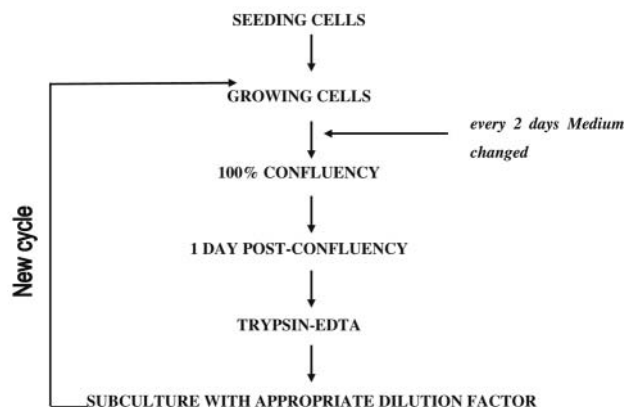 SEEDING CELLS
GROWING CELLS
every 2 days Medium
changed
100% CONFLUENCY
1 DAY POST-CONFLUENCY
New cycle
TRYPSIN-EDTA
SUBCULTURE WITH APPROPRIATE DILUTION FACTOR